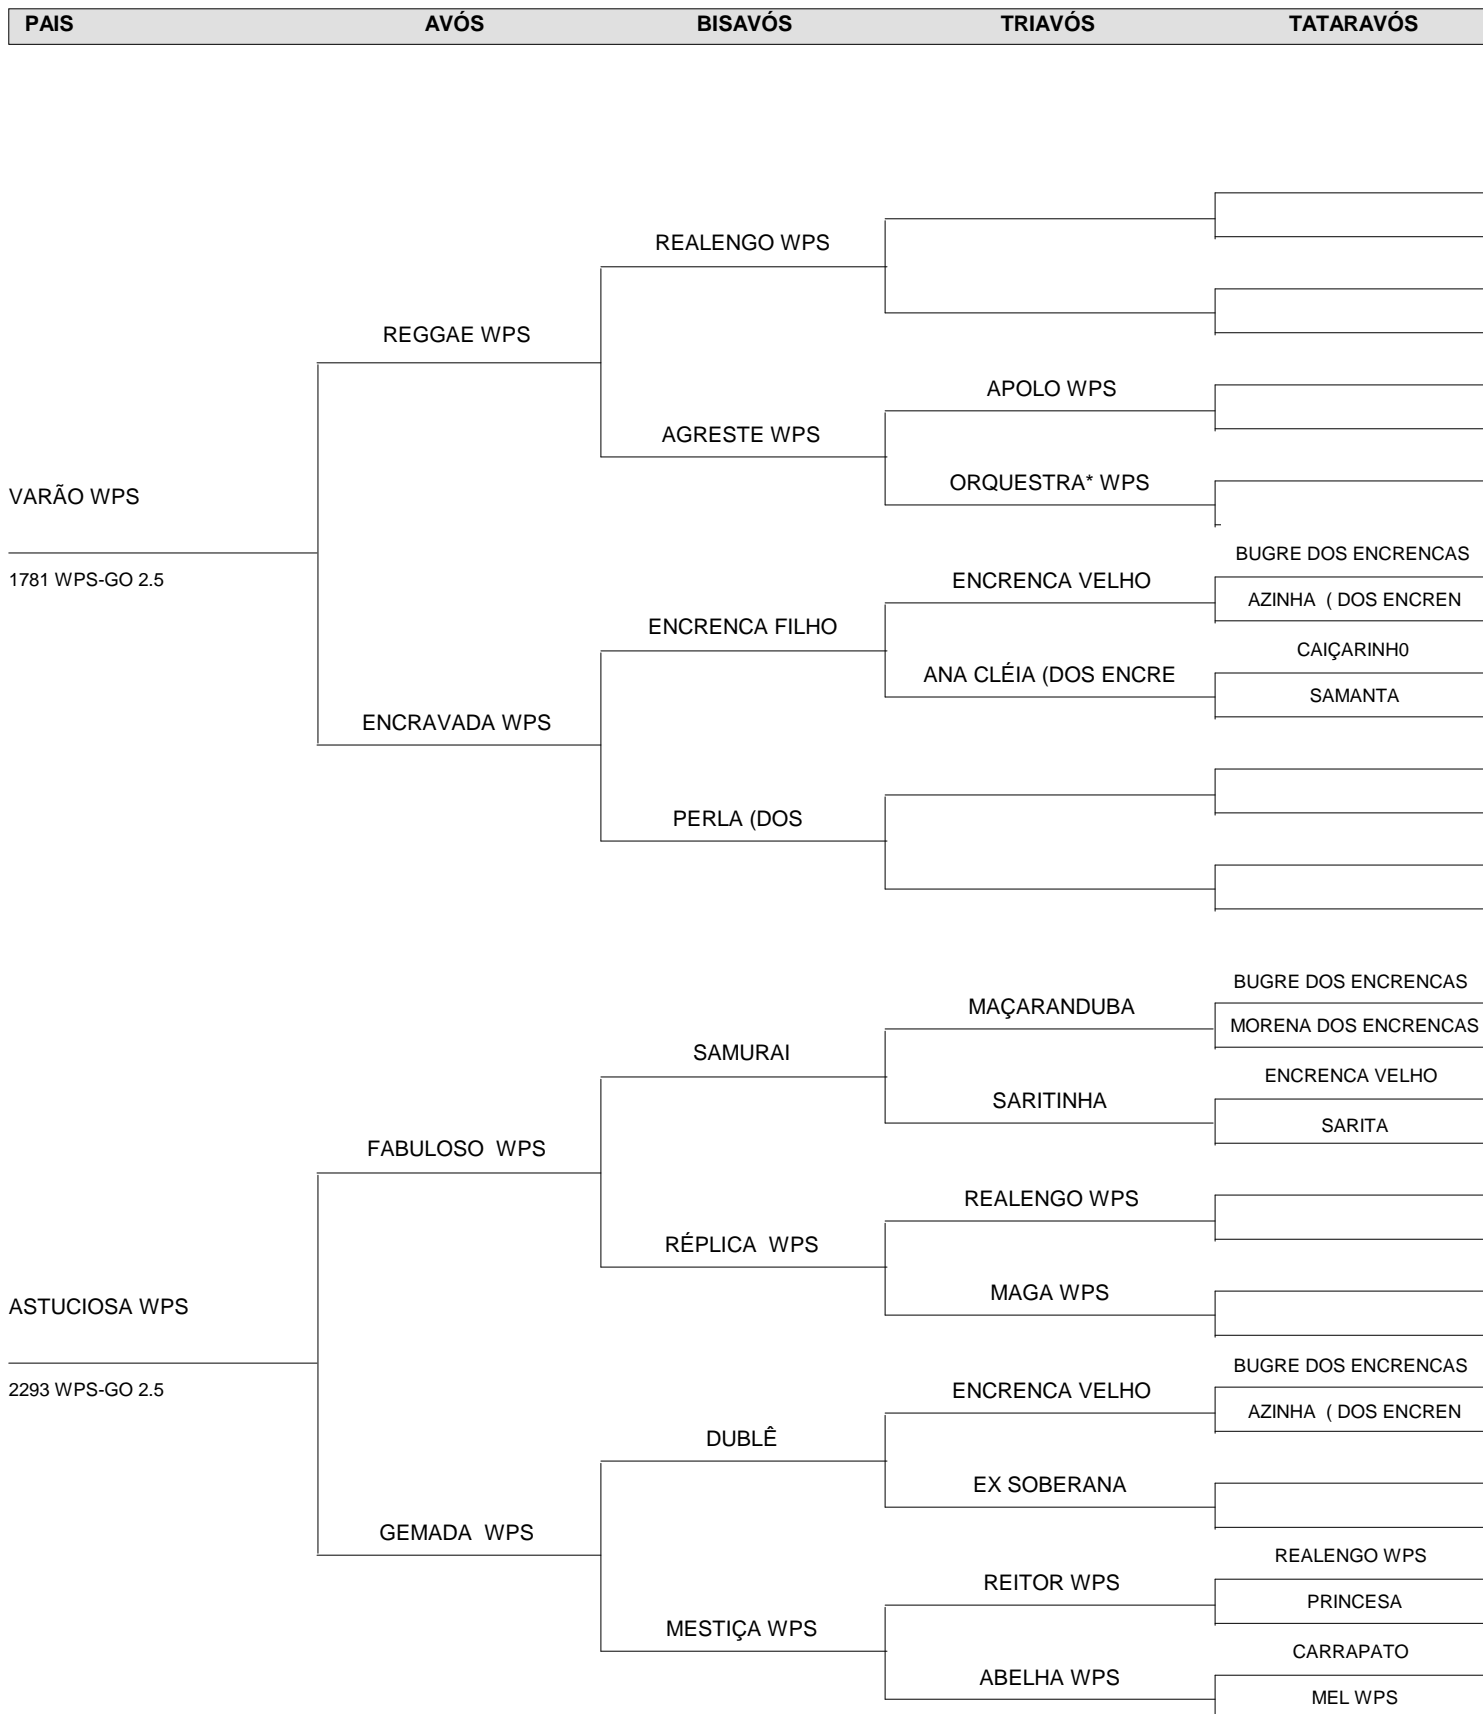 PAIS AVÓS BISAVÓS TRIAVÓS TATARAVÓS
REALENGO WPS
REGGAE WPS
APOLO WPS
AGRESTE WPS
ORQUESTRA* WPS
VARÃO WPS
BUGRE DOS ENCRENCAS
1781 WPS-GO 2.5
ENCRENCA VELHO
AZINHA ( DOS ENCREN
ENCRENCA FILHO
CAIÇARINH0
ANA CLÉIA (DOS ENCRE
SAMANTA
ENCRAVADA WPS
PERLA (DOS
BUGRE DOS ENCRENCAS
MAÇARANDUBA
MORENA DOS ENCRENCAS
SAMURAI
ENCRENCA VELHO
SARITINHA
SARITA
FABULOSO WPS
REALENGO WPS
RÉPLICA WPS
MAGA WPS
ASTUCIOSA WPS
BUGRE DOS ENCRENCAS
2293 WPS-GO 2.5
ENCRENCA VELHO
AZINHA ( DOS ENCREN
DUBLÊ
EX SOBERANA
GEMADA WPS
REALENGO WPS
REITOR WPS
PRINCESA
MESTIÇA WPS
CARRAPATO
ABELHA WPS
MEL WPS